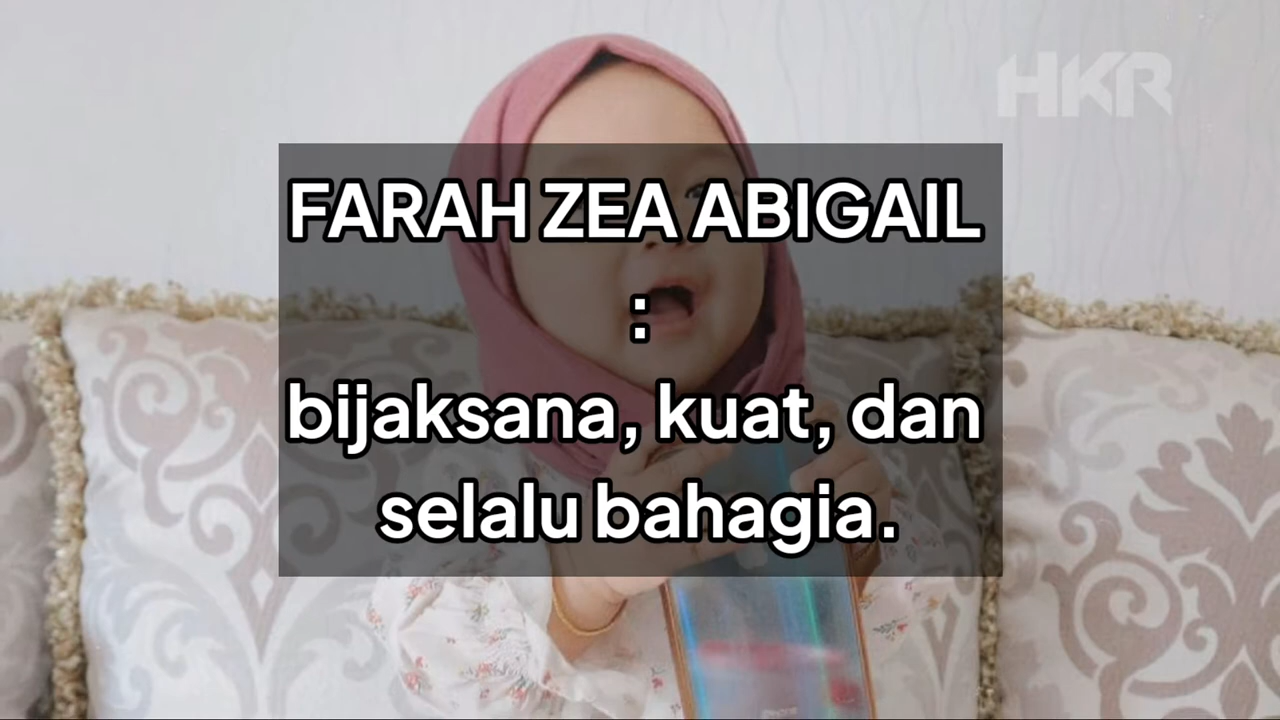 HKR
FARAH ZEA ABIGAIL
:
bijaksana, kuat, dan
selalu bahagia.